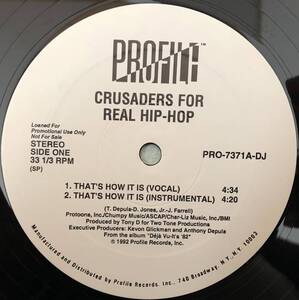 PROFILE™
CRUSADERS FOR
REAL HIP-HOP
Loaned For
Promotional Use Only
Not For Sale
STEREO
SIDE ONE
33 1/3 RPM
(SP)
PRO-7371A-DJ
1. THAT'S HOW IT IS (VOCAL) 4:34
2. THAT'S HOW IT IS (INSTRUMENTAL) 4:20
(T. Depula-D. Jones, Jr.-J. Farrell)
Protoons, Inc./Chumpy Music/ASCAP/Char-Liz Music, Inc./BMI
Produced by Tony D for Two Tone Productions
Executive Producers: Kevon Glickman and Anthony Depula
From the album "Déjà Vu-It's '82"
© 1992 Profile Records, Inc.
Manufactured and Distributed by Profile Records, Inc., 740 Broadway, N.Y., N.Y. 10003